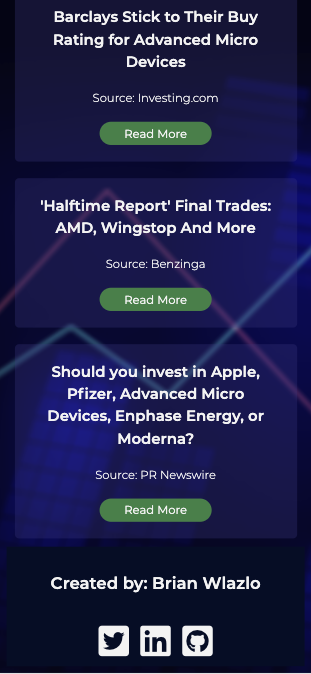 Barclays Stick to Their Buy
Rating for Advanced Micro
Devices
Source: Investing.com
Read More
'Halftime Report' Final Trades:
AMD, Wingstop And More
Source: Benzinga
Read More
Should you invest in Apple,
Pfizer, Advanced Micro
Devices, Enphase Energy, or
Moderna?
Source: PR Newswire
Read More
Created by: Brian Wlazlo
in